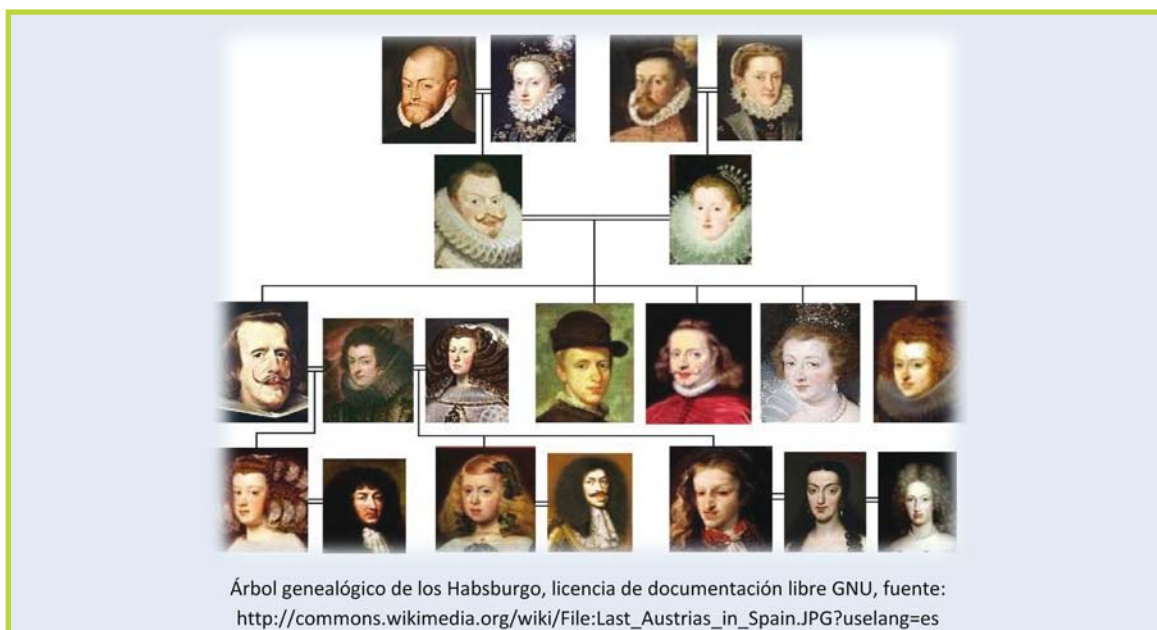 Árbol genealógico de los Habsburgo, licencia de documentación libre GNU, fuente:
http://commons.wikimedia.org/wiki/File:Last_Austrias_in_Spain.JPG?uselang=es